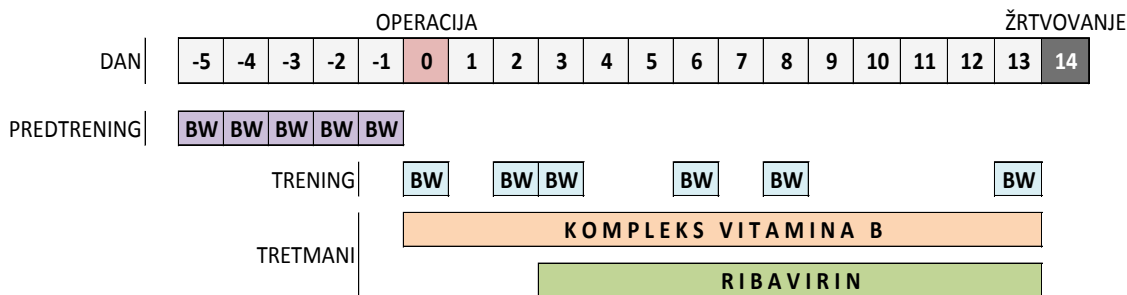 OPERACIJA ŽRTVOVANJE
DAN -5 -4 -3 -2 -1 0 1 2 3 4 5 6 7 8 9 10 11 12 13 14
PREDTRENING BW BW BW BW BW
TRENING BW BW BW BW BW BW
KOMPLEKS VITAMINA B
TRETMANI
RIBAVIRIN